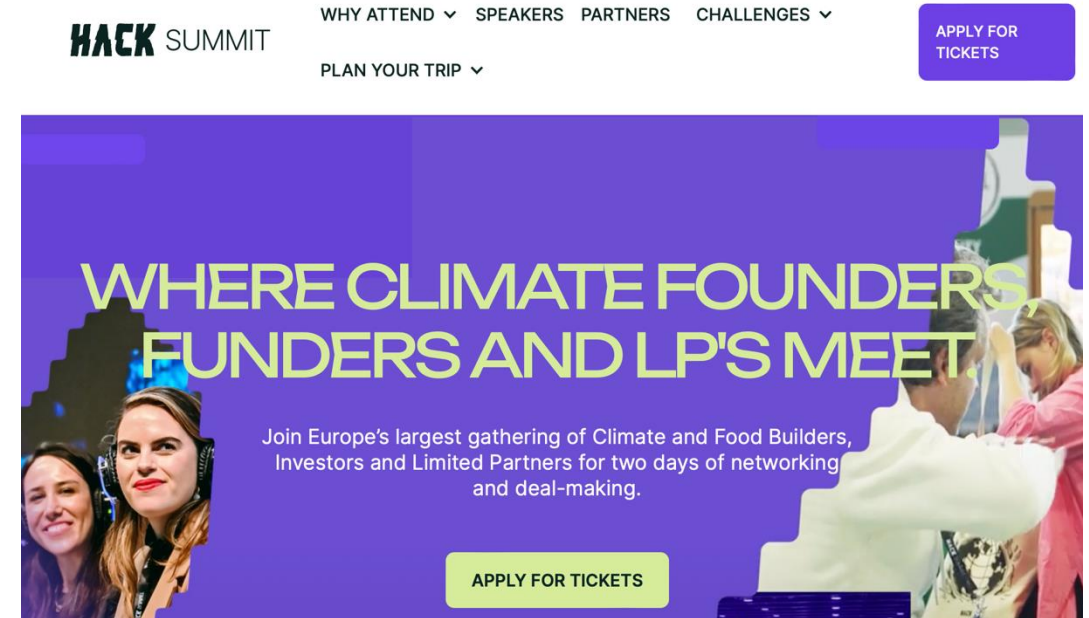 HACK SUMMIT
WHY ATTEND
SPEAKERS
PARTNERS
CHALLENGES
PLAN YOUR TRIP
APPLY FOR
TICKETS
WHERE CLIMATE FOUNDERS,
FUNDERS AND LP'S MEET.
Join Europe’s largest gathering of Climate and Food Builders,
Investors and Limited Partners for two days of networking
and deal-making.
APPLY FOR TICKETS